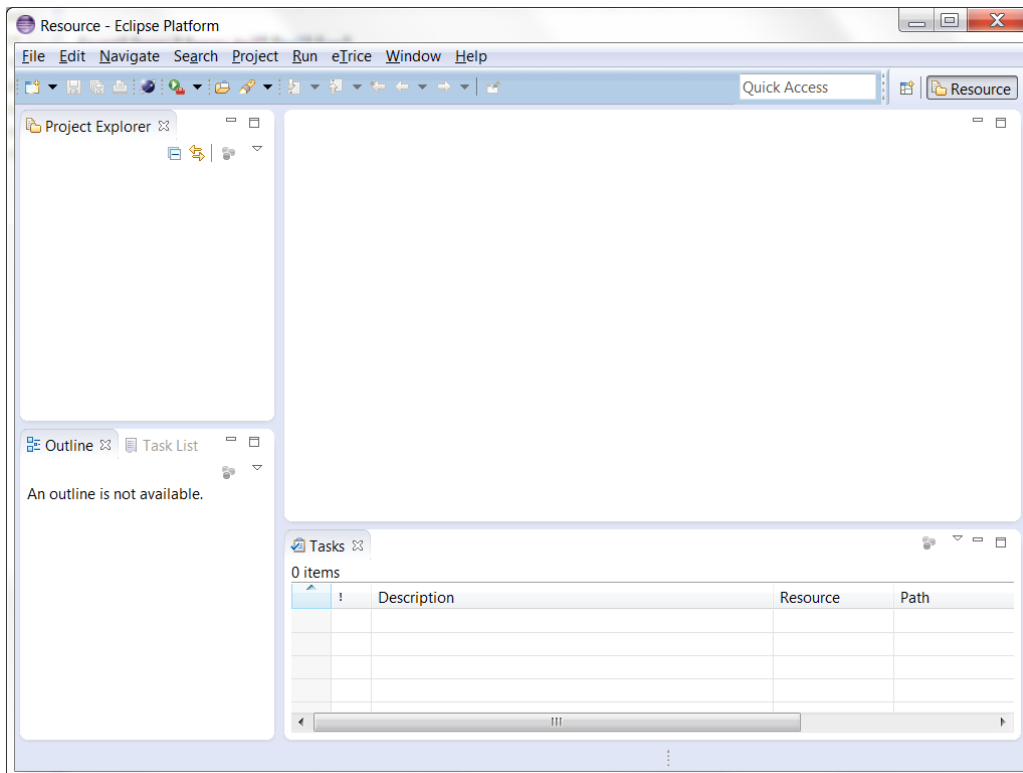 Resource - Eclipse Platform
File Edit Navigate Search Project Run eTrice Window Help
Quick Access Resource
Project Explorer
Outline Task List
An outline is not available.
Tasks
0 items
! Description Resource Path